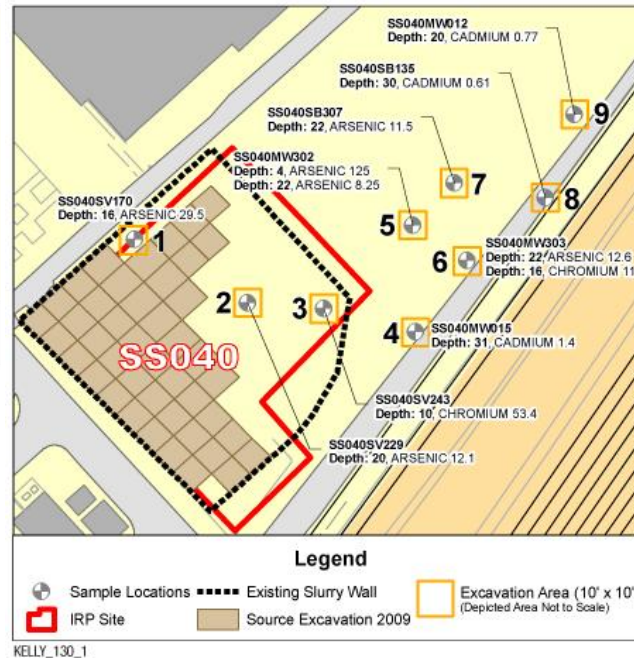 SS040MW012
Depth: 20, CADMIUM 0.77
SS040SB135
Depth: 30, CADMIUM 0.61
9
SS040SB307
Depth: 22, ARSENIC 11.5
SS040MW302
Depth: 4, ARSENIC 125
Depth: 22, ARSENIC 8.25
7
8
SS040SV170
Depth: 16, ARSENIC 29.5
1
5
6
SS040MW303
Depth: 22, ARSENIC 12.6
Depth: 16, CHROMIUM 11
2
3
4
SS040MW015
Depth: 31, CADMIUM 1.4
SS040
SS040SV243
Depth: 10, CHROMIUM 53.4
SS040SV229
Depth: 20, ARSENIC 12.1
Legend
Sample Locations
Existing Slurry Wall
Excavation Area (10' x 10'
(Depicted Area Not to Scale)
IRP Site
Source Excavation 2009
KELLY_130_1